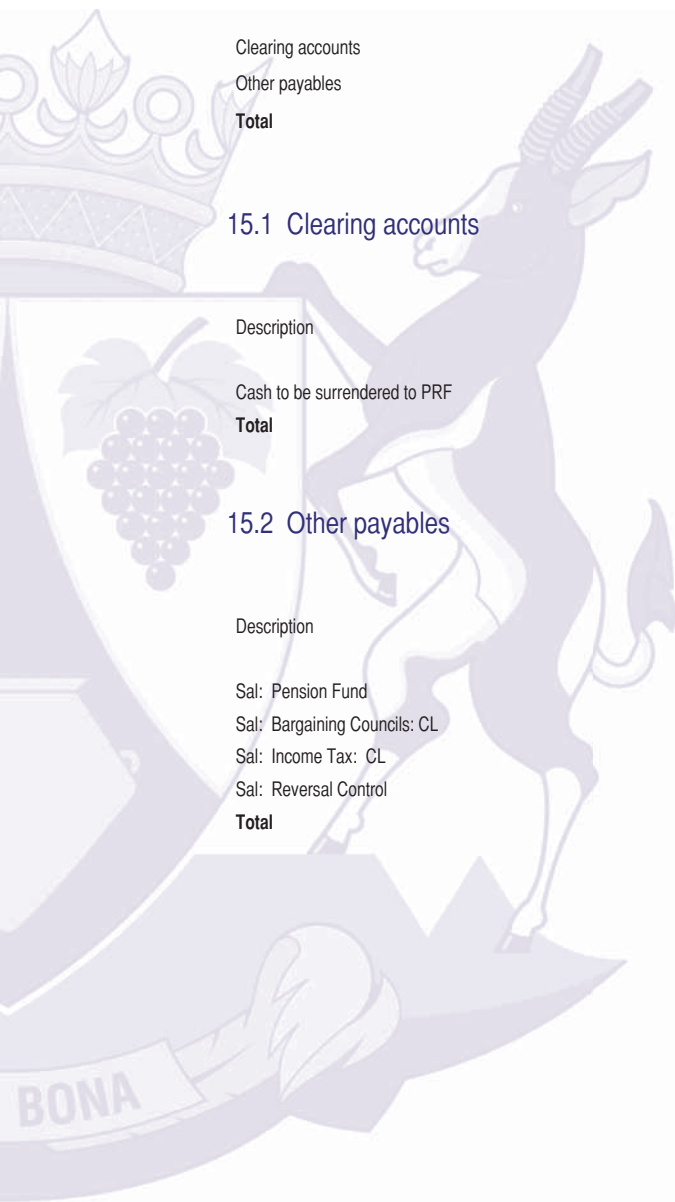 Clearing accounts
Other payables
Total
15.1 Clearing accounts
Description
Cash to be surrendered to PRF
Total
15.2 Other payables
Description
Sal: Pension Fund
Sal: Bargaining Councils: CL
Sal: Income Tax: CL
Sal: Reversal Control
Total
BONA